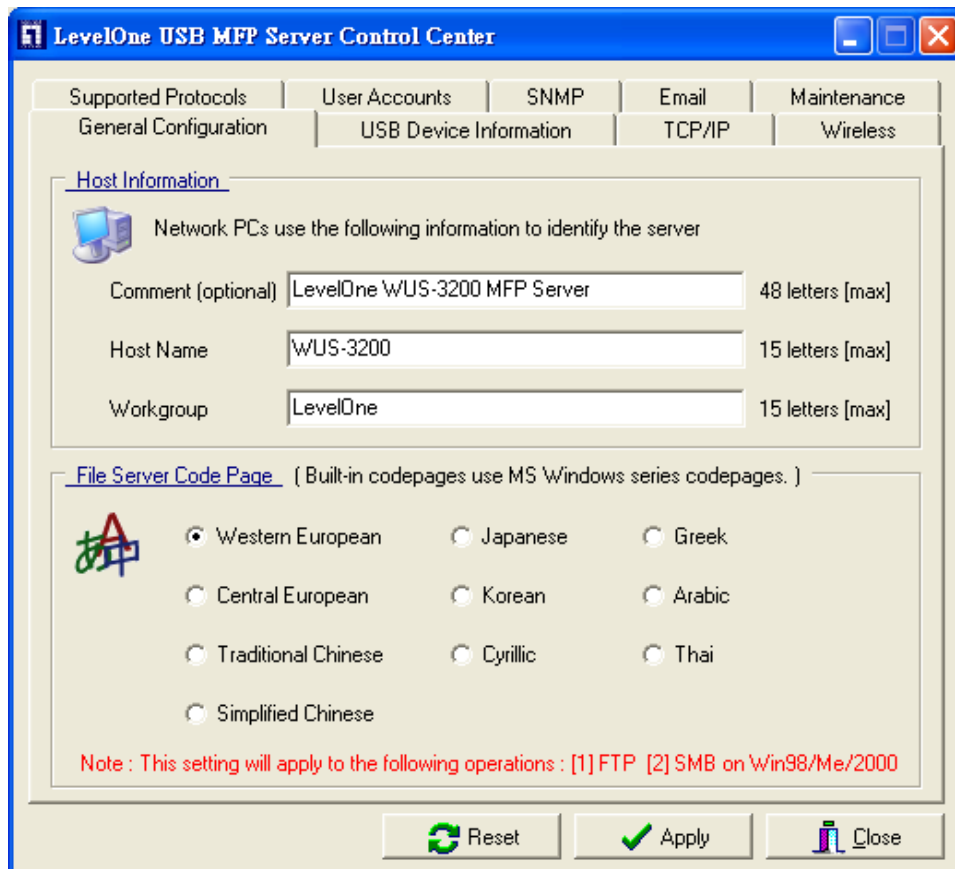 LevelOne USB MFP Server Control Center
Supported Protocols User Accounts SNMP Email Maintenance
General Configuration USB Device Information TCP/IP Wireless
Host Information
Network PCs use the following information to identify the server
Comment (optional) LevelOne WUS-3200 MFP Server 48 letters [max]
Host Name WUS-3200 15 letters [max]
Workgroup LevelOne 15 letters [max]
File Server Code Page ( Built-in codepages use MS Windows series codepages. )
Western European Japanese Greek
Central European Korean Arabic
Traditional Chinese Cyrillic Thai
Simplified Chinese
Note : This setting will apply to the following operations : [1] FTP [2] SMB on Win98/Me/2000
Reset Apply Close